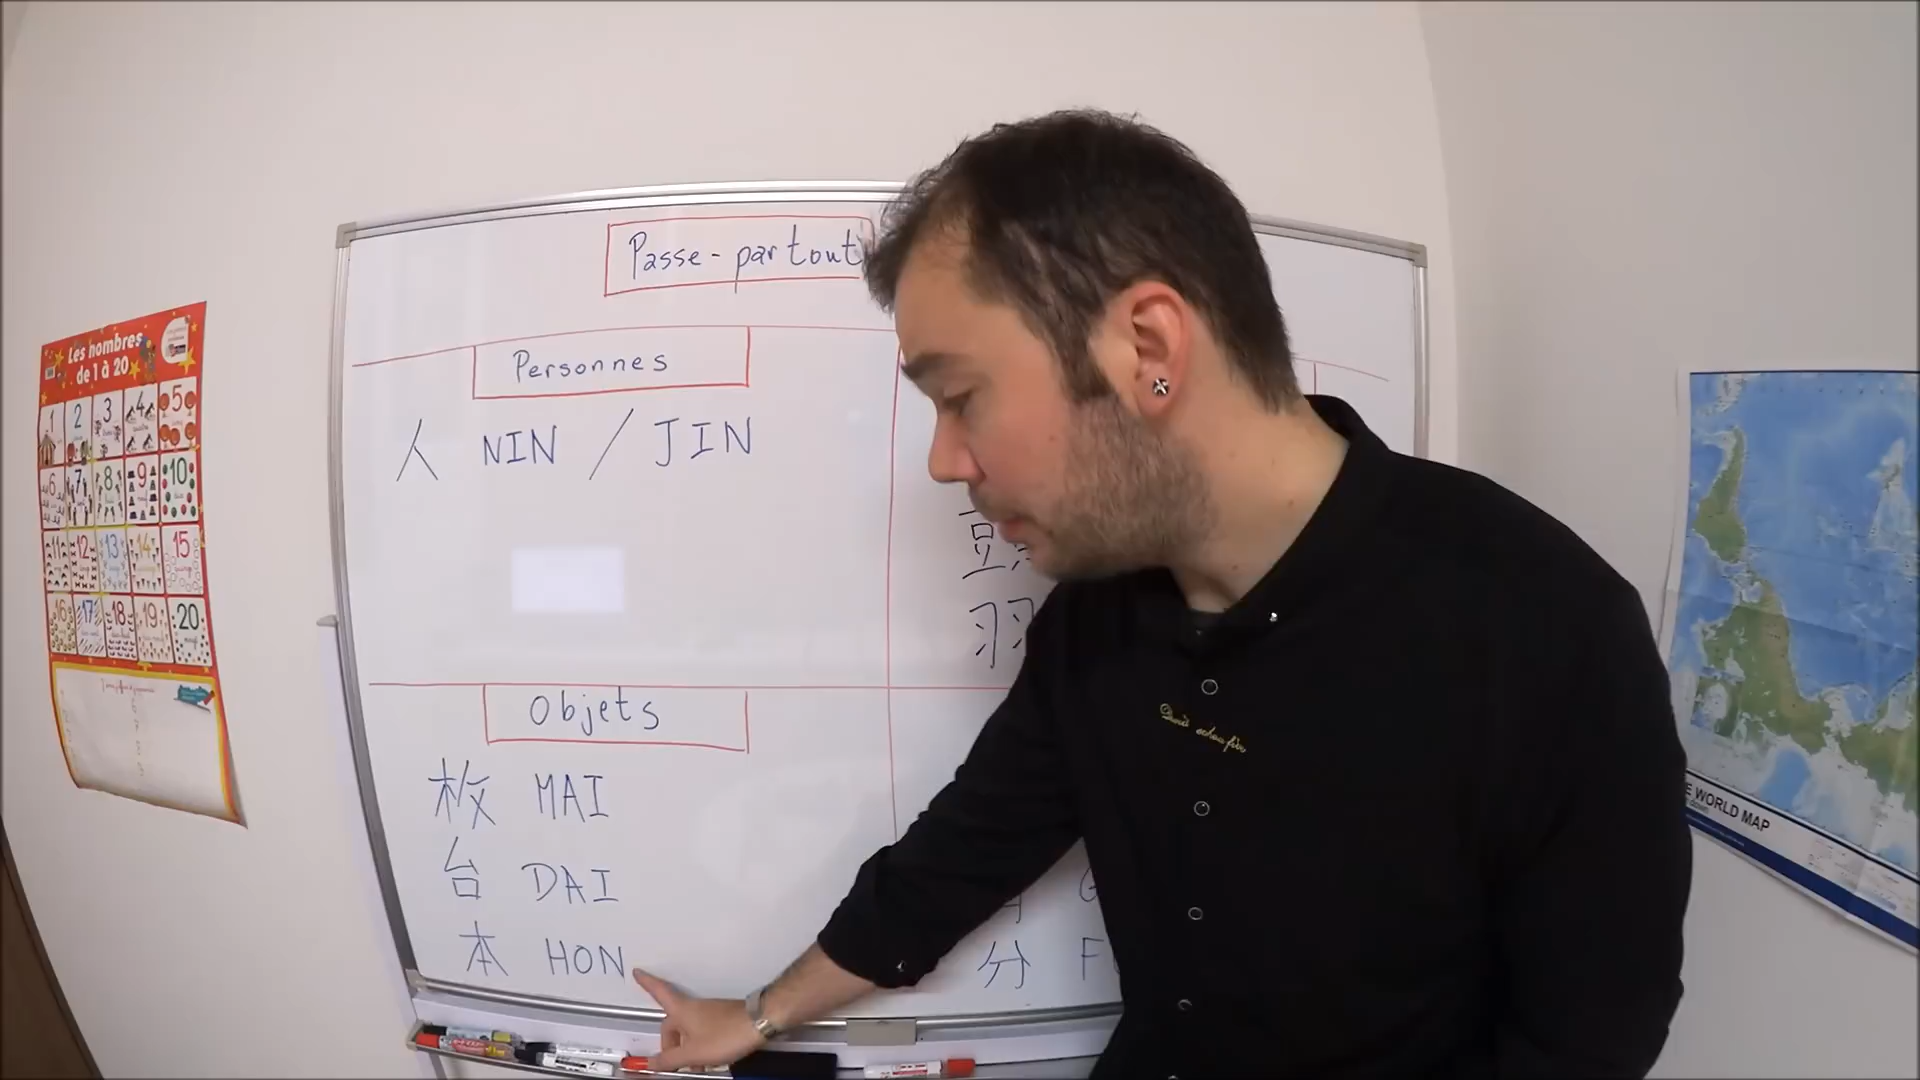 Passe-partout
Personnes
人 NIN / JIN
羽
Objets
枚 MAI
台 DAI
本 HON
分 F
Les nombres
de 1 à 20
1 2 3 4 5
6 7 8 9 10
11 12 13 14 15
16 17 18 19 20
E WORLD MAP